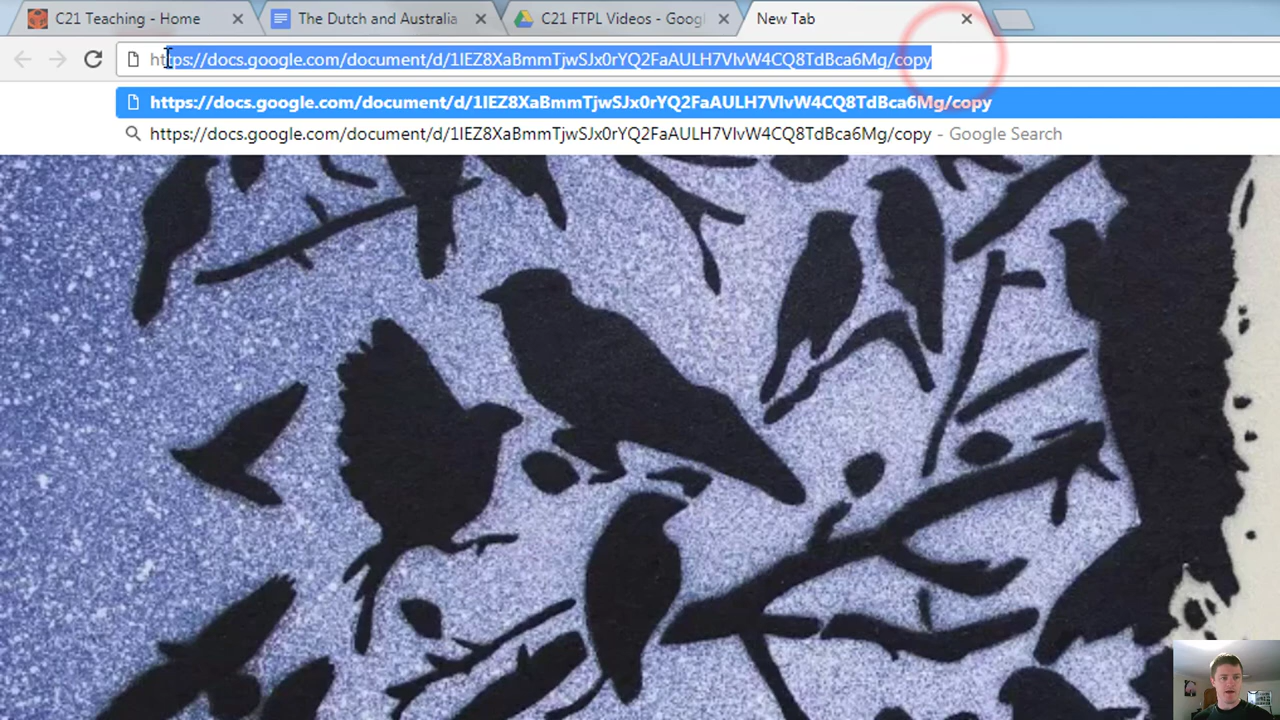 C21 Teaching - Home
The Dutch and Australia
C21 FTPL Videos - Googl
New Tab
https://docs.google.com/document/d/1IEZ8XaBmmTjwSJx0rYQ2FaAULH7VIvW4CQ8TdBca6Mg/copy
https://docs.google.com/document/d/1IEZ8XaBmmTjwSJx0rYQ2FaAULH7VIvW4CQ8TdBca6Mg/copy
https://docs.google.com/document/d/1IEZ8XaBmmTjwSJx0rYQ2FaAULH7VIvW4CQ8TdBca6Mg/copy - Google Search